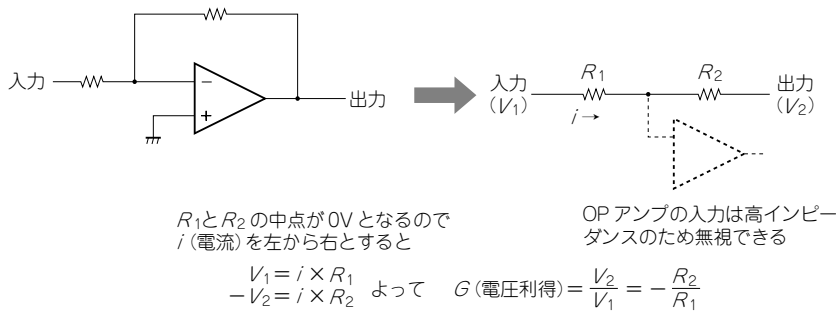 入力
出力
−
+
入力
(V₁)
R₁
R₂
出力
(V₂)
i→
R₁とR₂の中点が0Vとなるので
i(電流)を左から右とすると
V₁=i×R₁
−V₂=i×R₂
よって G(電圧利得)=V₂/V₁=−R₂/R₁
OPアンプの入力は高インピー
ダンスのため無視できる